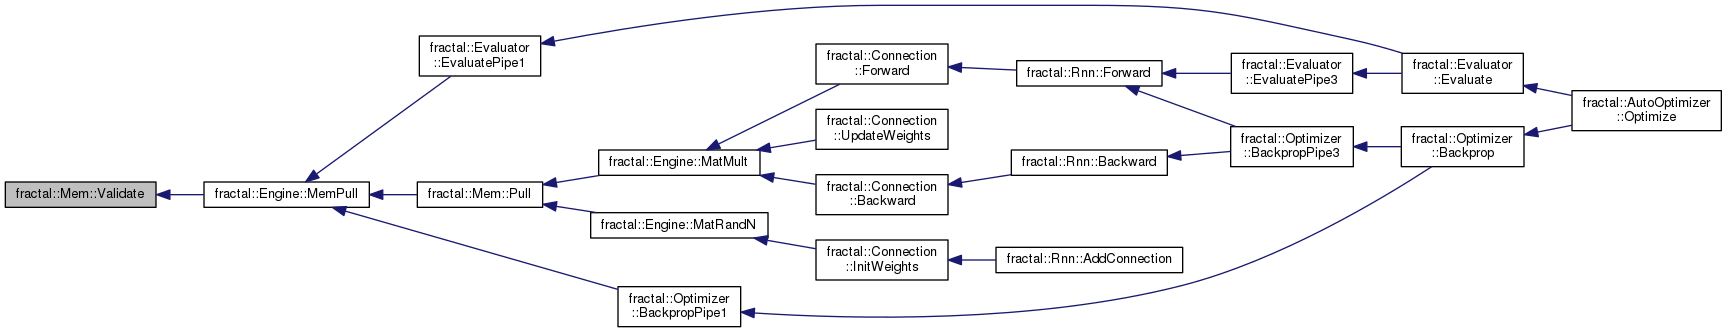 fractal::Mem::Validate
fractal::Engine::MemPull
fractal::Evaluator
::EvaluatePipe1
fractal::Mem::Pull
fractal::Optimizer
::BackpropPipe1
fractal::Engine::MatMult
fractal::Engine::MatRandN
fractal::Connection
::Forward
fractal::Connection
::UpdateWeights
fractal::Connection
::Backward
fractal::Connection
::InitWeights
fractal::Rnn::Forward
fractal::Rnn::Backward
fractal::Rnn::AddConnection
fractal::Evaluator
::EvaluatePipe3
fractal::Optimizer
::BackpropPipe3
fractal::Evaluator
::Evaluate
fractal::Optimizer
::Backprop
fractal::AutoOptimizer
::Optimize